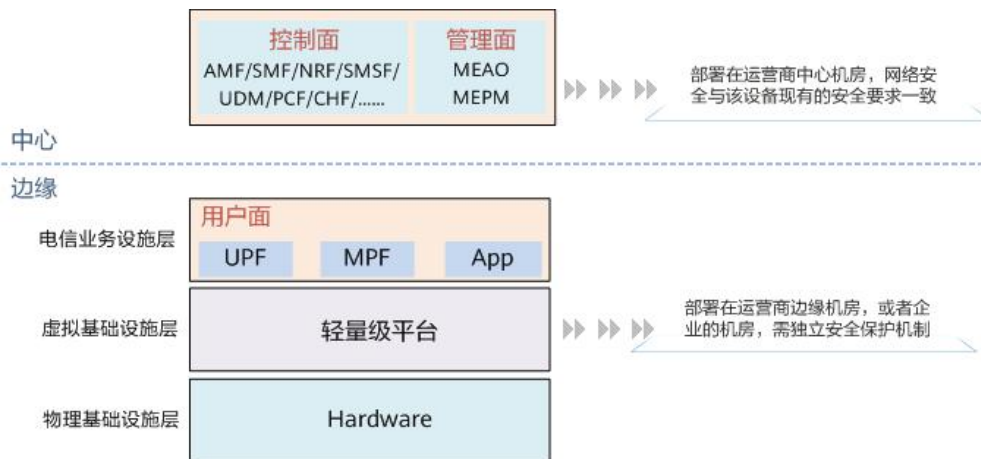 控制面
AMF/SMF/NRF/SMSF/
UDM/PCF/CHF/......
管理面
MEAO
MEPM
部署在运营商中心机房，网络安
全与该设备现有的安全要求一致
中心
边缘
电信业务设施层
用户面
UPF
MPF
App
虚拟基础设施层
轻量级平台
部署在运营商边缘机房，或者企
业的机房，需独立安全保护机制
物理基础设施层
Hardware